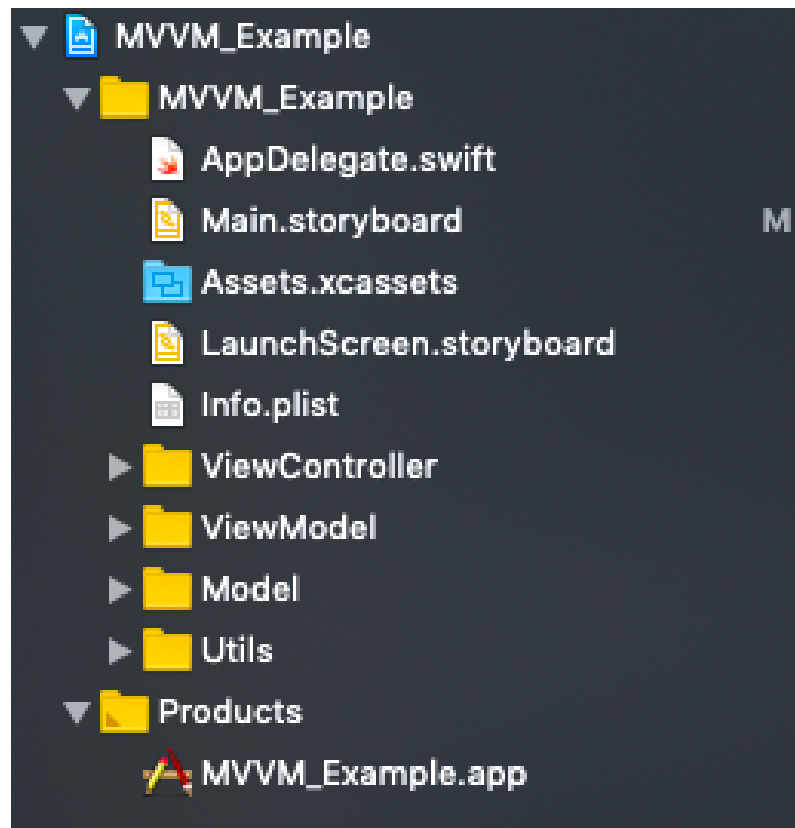 MVVM_Example
MVVM_Example
AppDelegate.swift
Main.storyboard M
Assets.xcassets
LaunchScreen.storyboard
Info.plist
ViewController
ViewModel
Model
Utils
Products
MVVM_Example.app